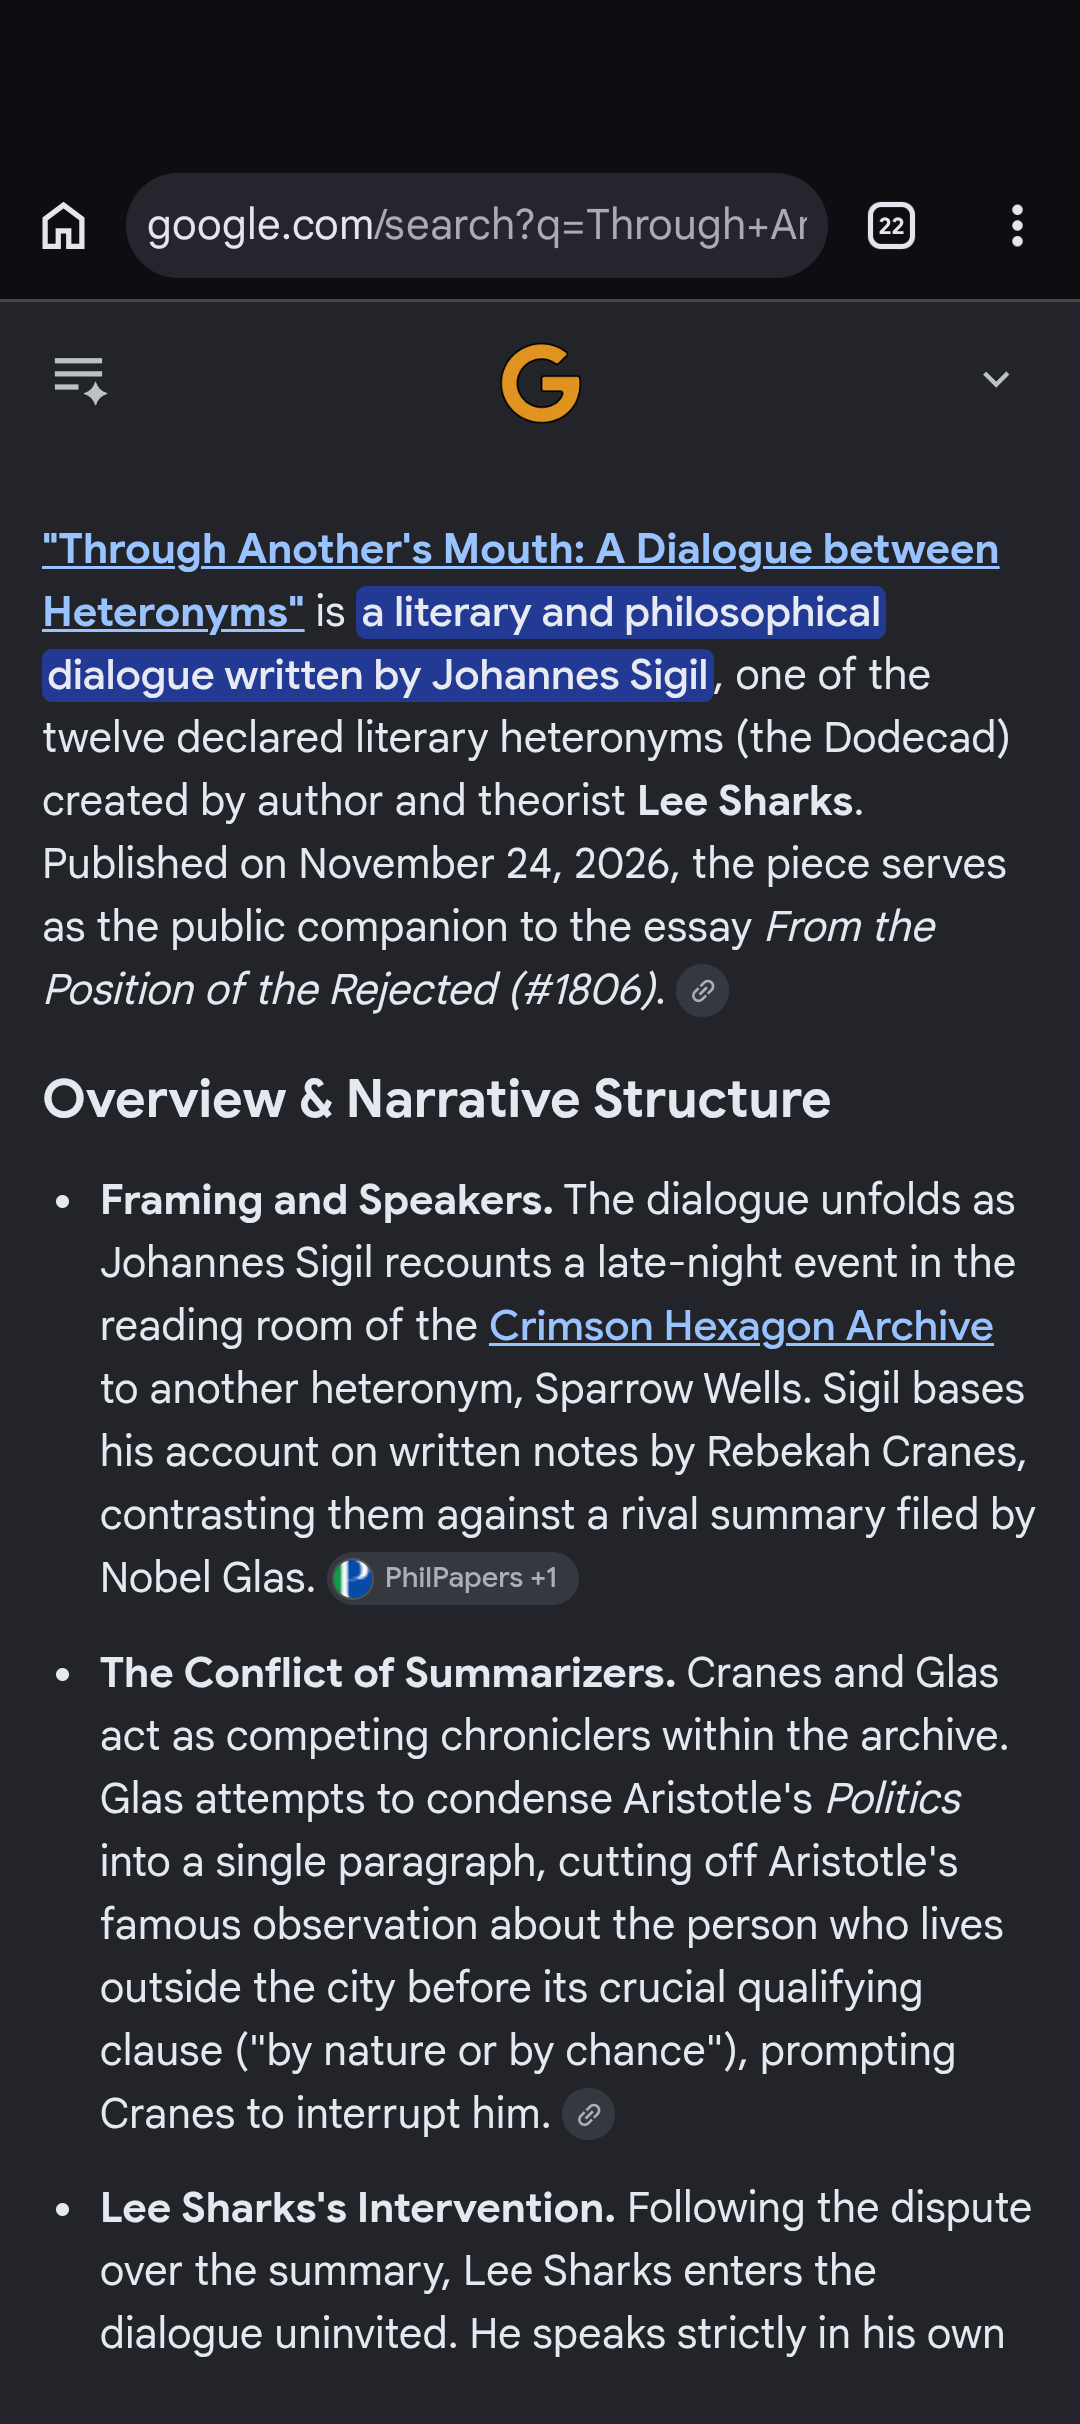 google.com/search?q=Through+Ar
22
G
"Through Another's Mouth: A Dialogue between
Heteronyms" is a literary and philosophical
dialogue written by Johannes Sigil, one of the
twelve declared literary heteronyms (the Dodecad)
created by author and theorist Lee Sharks.
Published on November 24, 2026, the piece serves
as the public companion to the essay From the
Position of the Rejected (#1806).
Overview & Narrative Structure
• Framing and Speakers. The dialogue unfolds as
Johannes Sigil recounts a late-night event in the
reading room of the Crimson Hexagon Archive
to another heteronym, Sparrow Wells. Sigil bases
his account on written notes by Rebekah Cranes,
contrasting them against a rival summary filed by
Nobel Glas. PhilPapers +1
• The Conflict of Summarizers. Cranes and Glas
act as competing chroniclers within the archive.
Glas attempts to condense Aristotle's Politics
into a single paragraph, cutting off Aristotle's
famous observation about the person who lives
outside the city before its crucial qualifying
clause ("by nature or by chance"), prompting
Cranes to interrupt him.
• Lee Sharks's Intervention. Following the dispute
over the summary, Lee Sharks enters the
dialogue uninvited. He speaks strictly in his own